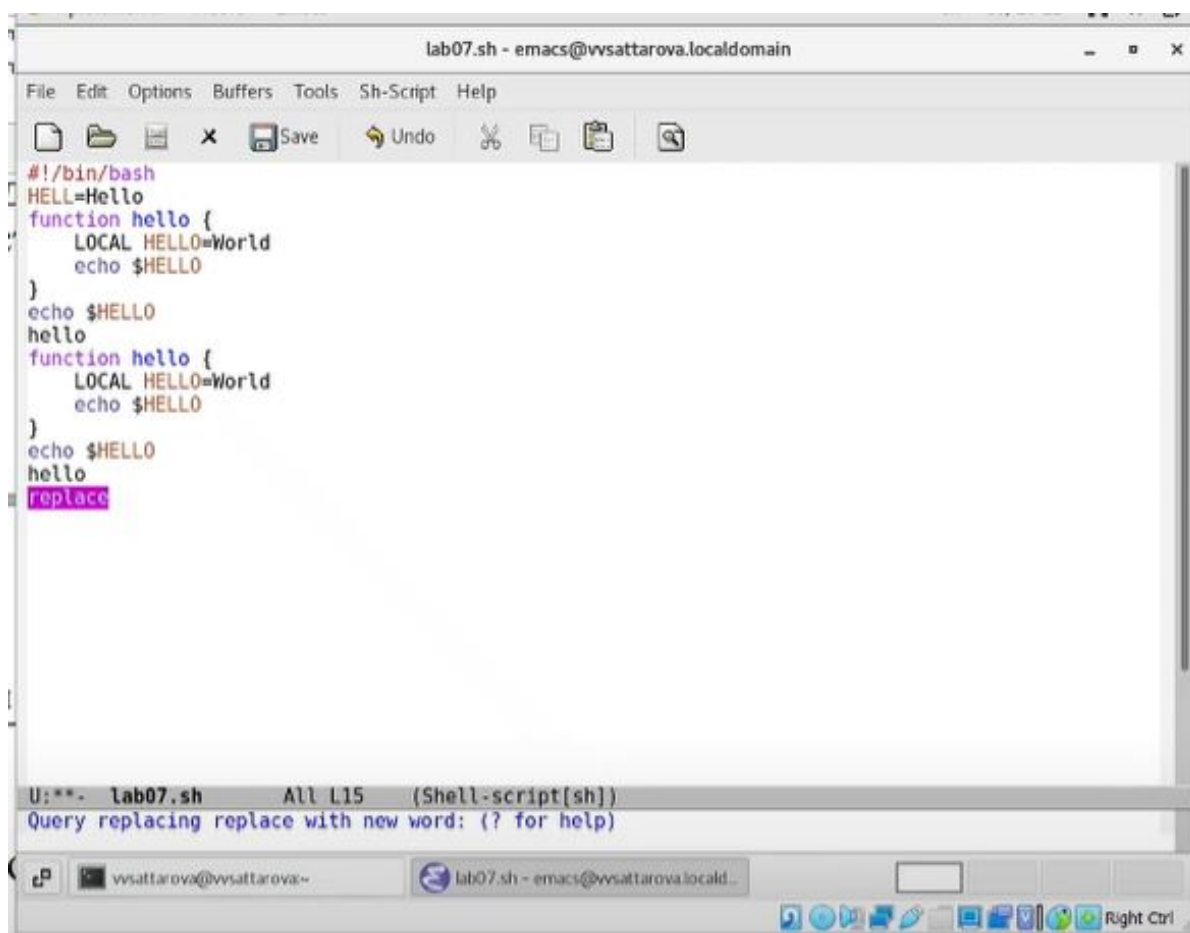 lab07.sh - emacs@vvsattarova.localdomain
File Edit Options Buffers Tools Sh-Script Help
Save Undo
#!/bin/bash
HELL=Hello
function hello {
LOCAL HELLO=World
echo $HELLO
}
echo $HELLO
hello
function hello {
LOCAL HELLO=World
echo $HELLO
}
echo $HELLO
hello
replace
U:**- lab07.sh All L15 (Shell-script[sh])
Query replacing replace with new word: (? for help)
vvsattarova@vvsattarova:~ lab07.sh - emacs@vvsattarova.locald...
Right Ctrl